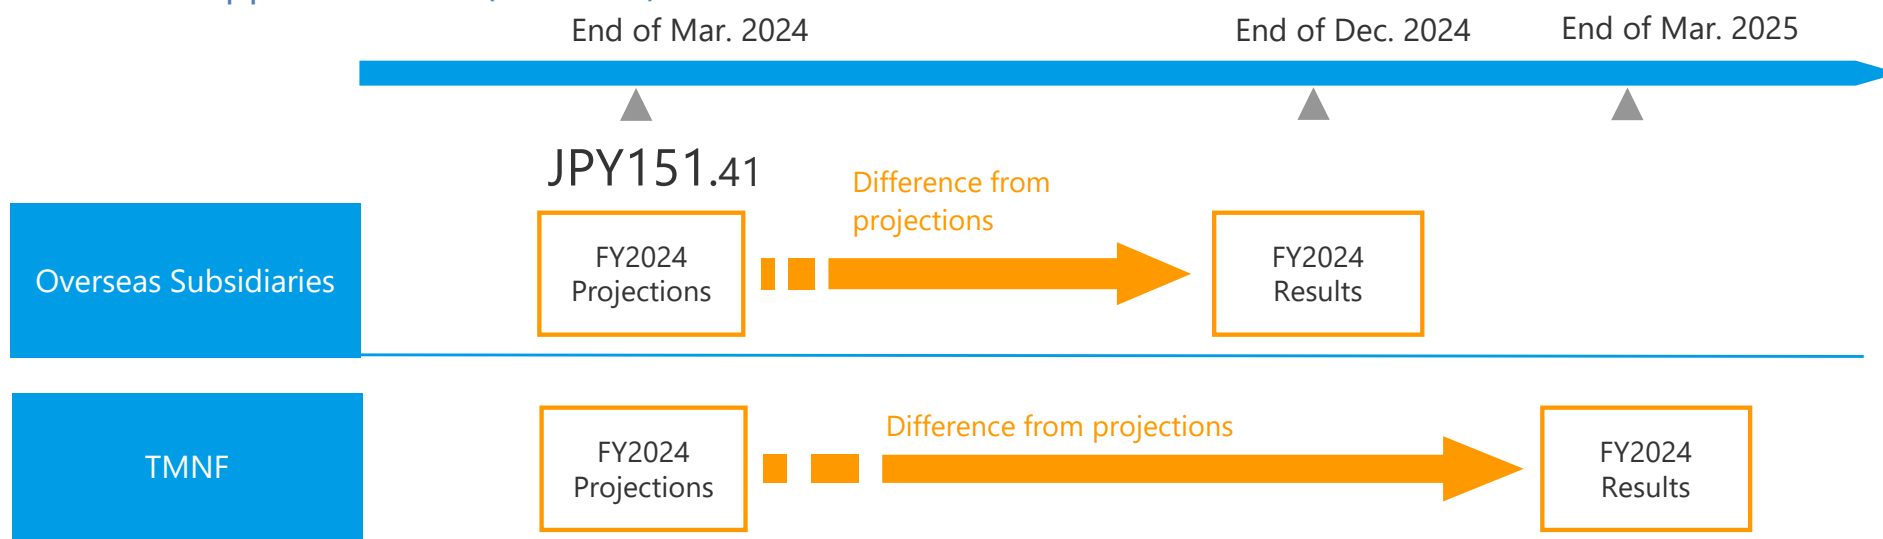 End of Mar. 2024
End of Dec. 2024
End of Mar. 2025
JPY151.41
Difference from
projections
Overseas Subsidiaries
FY2024
Projections
FY2024
Results
Difference from projections
TMNF
FY2024
Projections
FY2024
Results